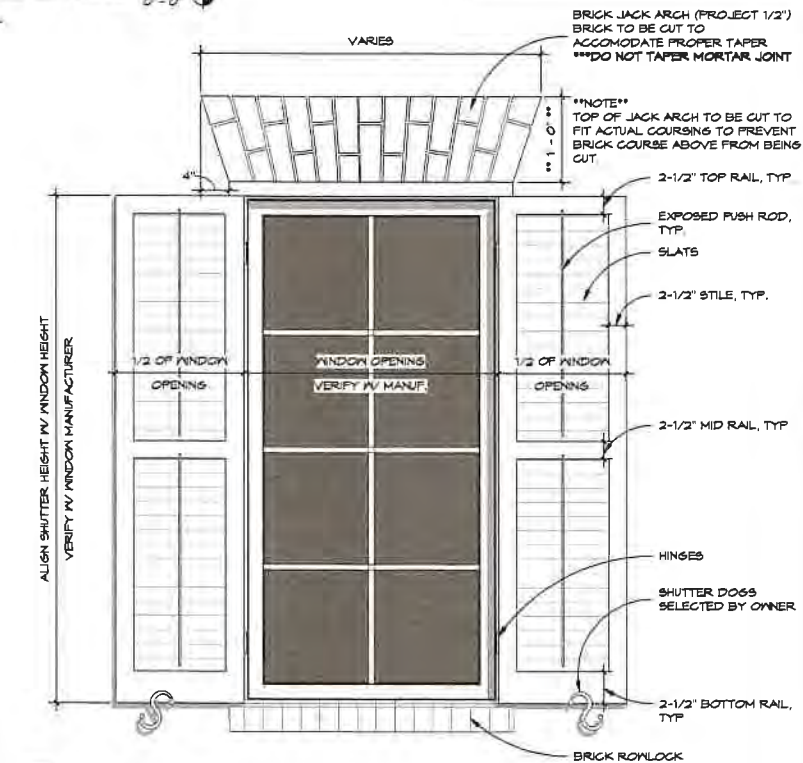 BRICK JACK ARCH (PROJECT 1/2")
BRICK TO BE CUT TO
ACCOMODATE PROPER TAPER
***DO NOT TAPER MORTAR JOINT
VARIES
**NOTE**
TOP OF JACK ARCH TO BE CUT TO
FIT ACTUAL COURSING TO PREVENT
BRICK COURSE ABOVE FROM BEING
CUT.
**1'-0"**
4"
2-1/2" TOP RAIL, TYP
EXPOSED PUSH ROD,
TYP.
SLATS
2-1/2" STILE, TYP.
1/2 OF WINDOW
OPENING
WINDOW OPENING
VERIFY W/ MANUF.
1/2 OF WINDOW
OPENING
ALIGN SHUTTER HEIGHT W/ WINDOW HEIGHT
VERIFY W/ WINDOW MANUFACTURER
2-1/2" MID RAIL, TYP
HINGES
SHUTTER DOGS
SELECTED BY OWNER
2-1/2" BOTTOM RAIL,
TYP
BRICK ROWLOCK